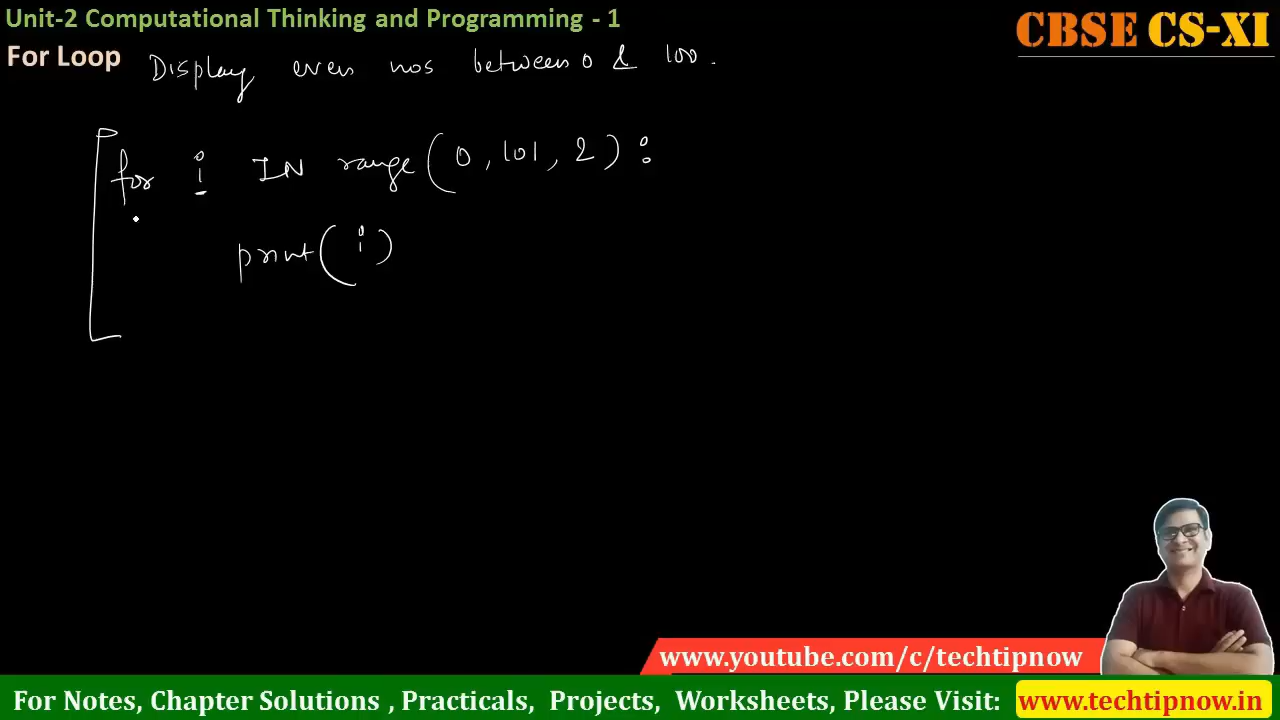 Unit-2 Computational Thinking and Programming - 1
CBSE CS-XI
For Loop Display even nos between 0 & 100.
for i IN range(0, 101, 2):
print(i)
www.youtube.com/c/techtipnow
For Notes, Chapter Solutions , Practicals, Projects, Worksheets, Please Visit: www.techtipnow.in